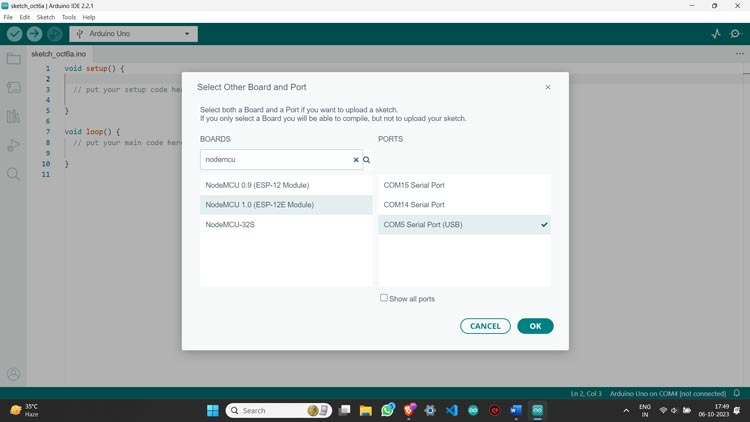 sketch_oct6a | Arduino IDE 2.2.1
File Edit Sketch Tools Help
Arduino Uno
sketch_oct6a.ino
1 void setup() {
2
3 // put your setup code her
4
5 }
6
7 void loop() {
8 // put your main code here
9
10 }
11
Select Other Board and Port
Select both a Board and a Port if you want to upload a sketch.
If you only select a Board you will be able to compile, but not to upload your sketch.
BOARDS
nodemcu
NodeMCU 0.9 (ESP-12 Module)
NodeMCU 1.0 (ESP-12E Module)
NodeMCU-32S
PORTS
COM15 Serial Port
COM14 Serial Port
COM5 Serial Port (USB)
Show all ports
CANCEL OK
Ln 2, Col 3 Arduino Uno on COM4 [not connected]
35°C
Haze
Search
ENG
IN
17:49
06-10-2023